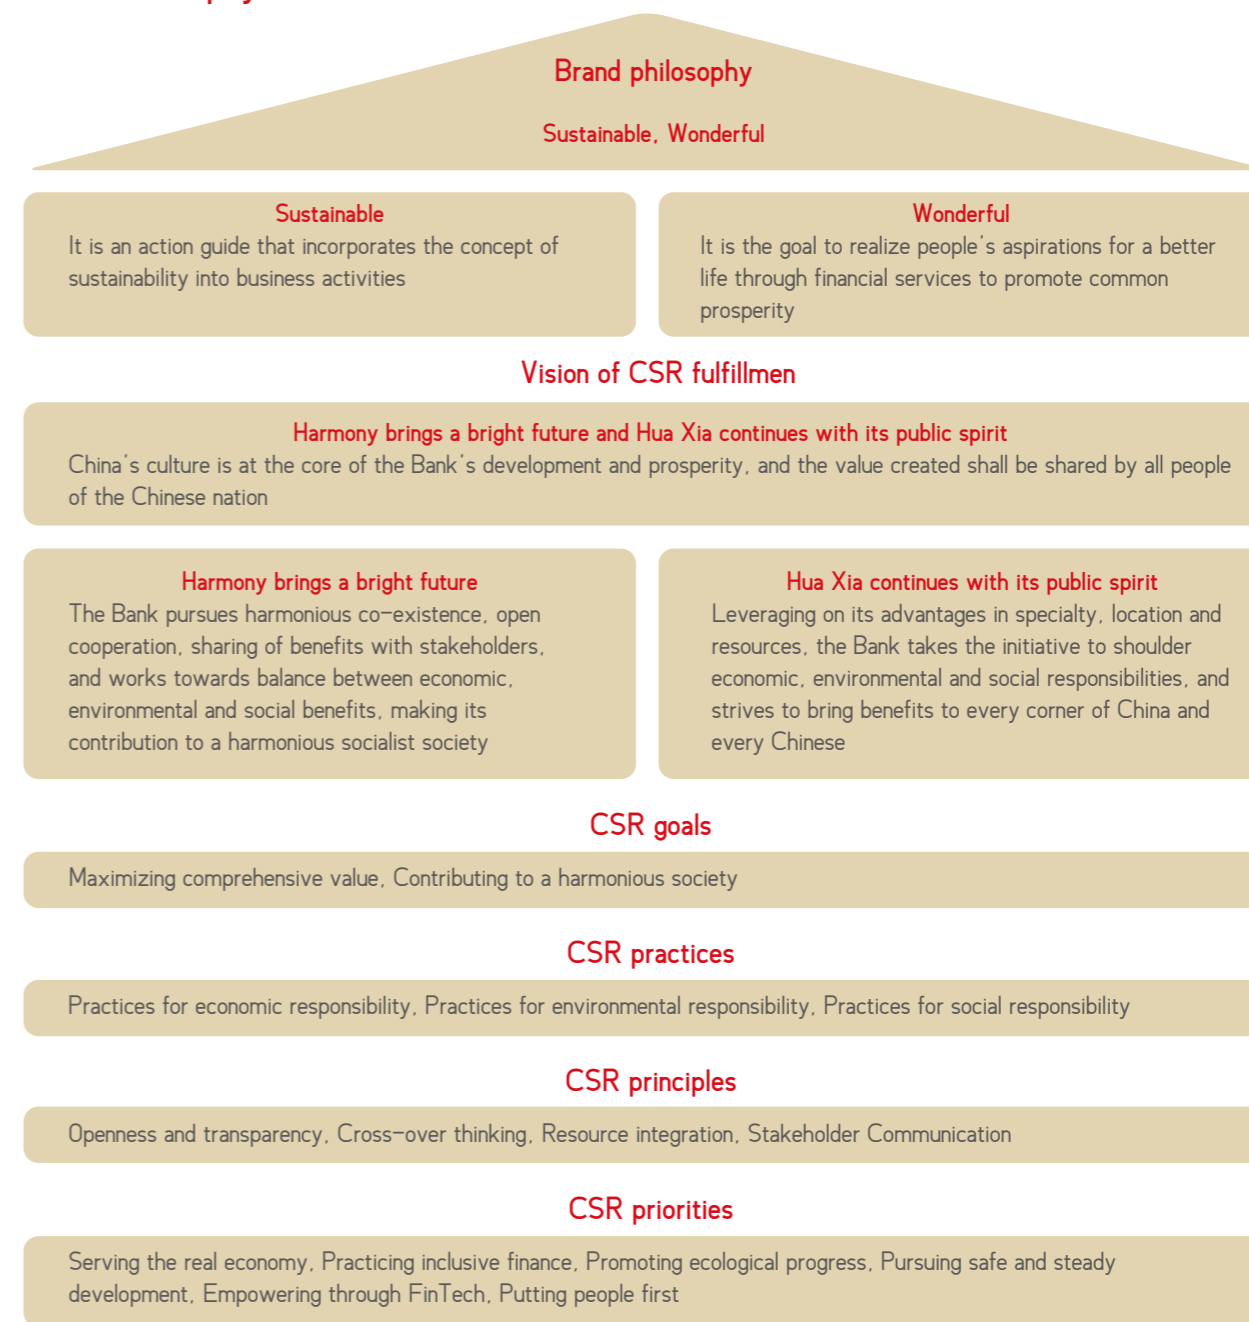 Brand philosophy
Sustainable, Wonderful
Sustainable
It is an action guide that incorporates the concept of
sustainability into business activities
Wonderful
It is the goal to realize people's aspirations for a better
life through financial services to promote common
prosperity
Vision of CSR fulfillmen
Harmony brings a bright future and Hua Xia continues with its public spirit
China's culture is at the core of the Bank's development and prosperity, and the value created shall be shared by all people
of the Chinese nation
Harmony brings a bright future
The Bank pursues harmonious co-existence, open
cooperation, sharing of benefits with stakeholders,
and works towards balance between economic,
environmental and social benefits, making its
contribution to a harmonious socialist society
Hua Xia continues with its public spirit
Leveraging on its advantages in specialty, location and
resources, the Bank takes the initiative to shoulder
economic, environmental and social responsibilities, and
strives to bring benefits to every corner of China and
every Chinese
CSR goals
Maximizing comprehensive value, Contributing to a harmonious society
CSR practices
Practices for economic responsibility, Practices for environmental responsibility, Practices for social responsibility
CSR principles
Openness and transparency, Cross-over thinking, Resource integration, Stakeholder Communication
CSR priorities
Serving the real economy, Practicing inclusive finance, Promoting ecological progress, Pursuing safe and steady
development, Empowering through FinTech, Putting people first